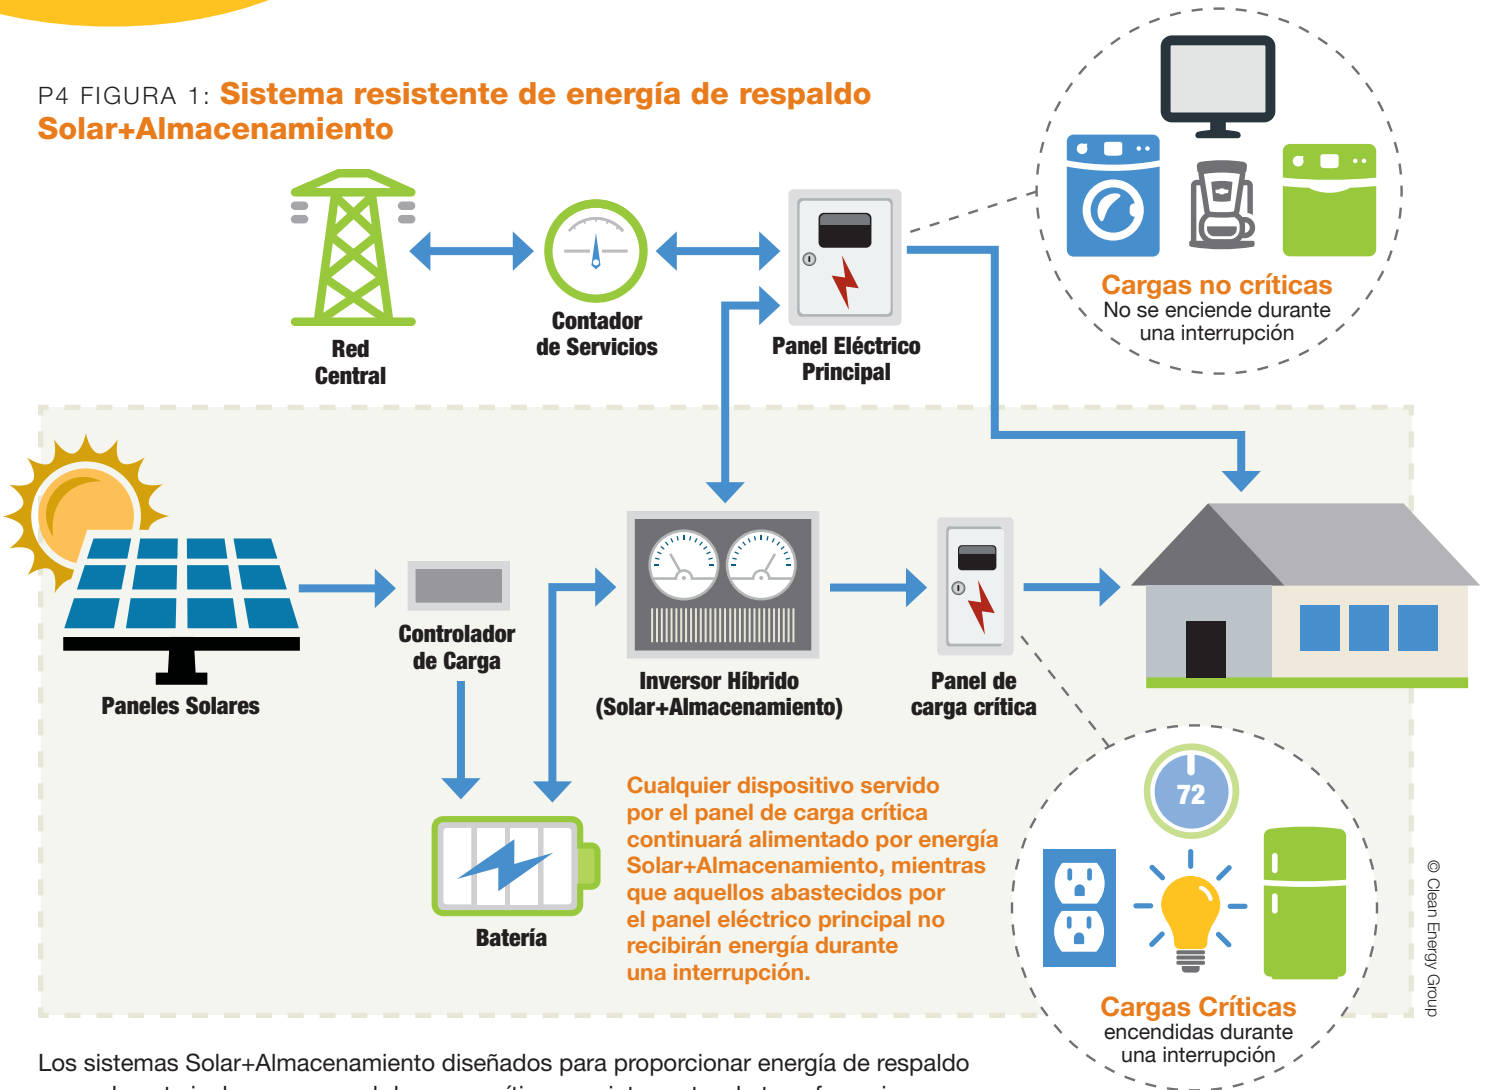 P4 FIGURA 1: Sistema resistente de energía de respaldo
Solar+Almacenamiento
Red
Central
Contador
de Servicios
Panel Eléctrico
Principal
Cargas no críticas
No se enciende durante
una interrupción
Paneles Solares
Controlador
de Carga
Batería
Inversor Híbrido
(Solar+Almacenamiento)
Panel de
carga crítica
Cualquier dispositivo servido
por el panel de carga crítica
continuará alimentado por energía
Solar+Almacenamiento, mientras
que aquellos abastecidos por
el panel eléctrico principal no
recibirán energía durante
una interrupción.
72
Cargas Críticas
encendidas durante
una interrupción
© Clean Energy Group
Los sistemas Solar+Almacenamiento diseñados para proporcionar energía de respaldo